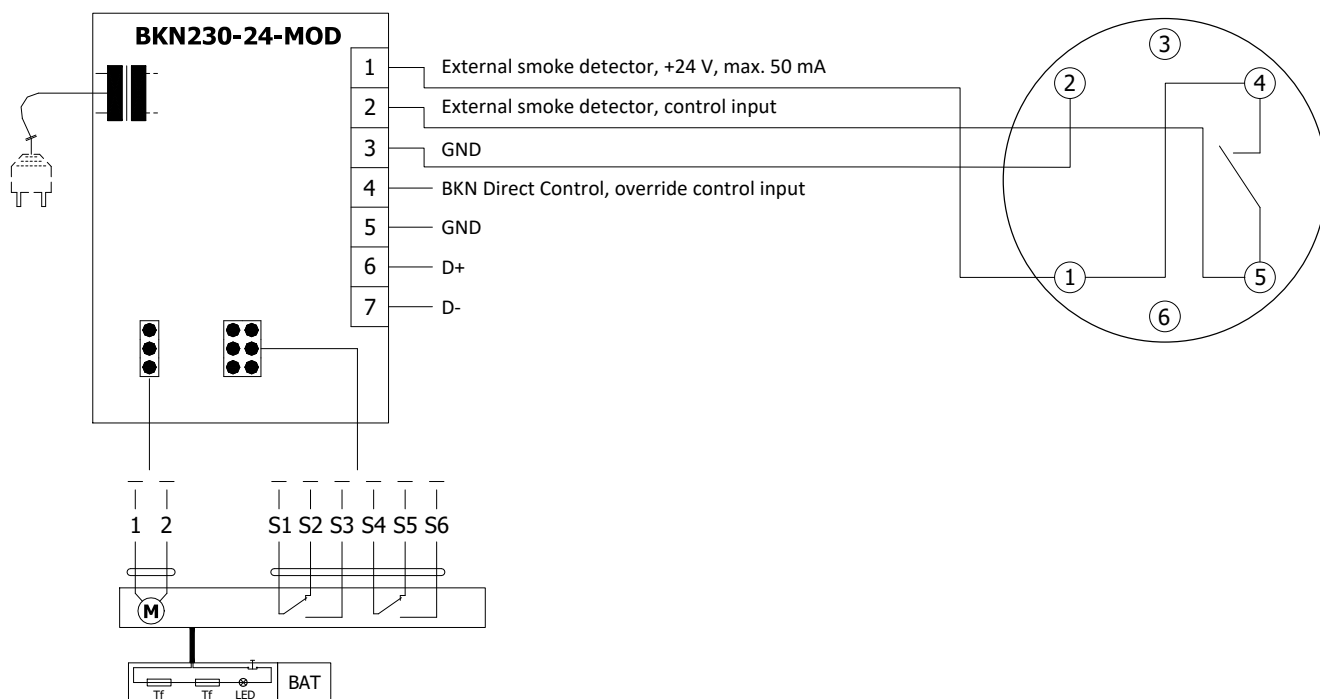 BKN230-24-MOD
1 External smoke detector, +24 V, max. 50 mA
2 External smoke detector, control input
3 GND
4 BKN Direct Control, override control input
5 GND
6 D+
7 D-
3
2
4
1
5
6
1 2 S1 S2 S3 S4 S5 S6
M
Tf Tf LED BAT